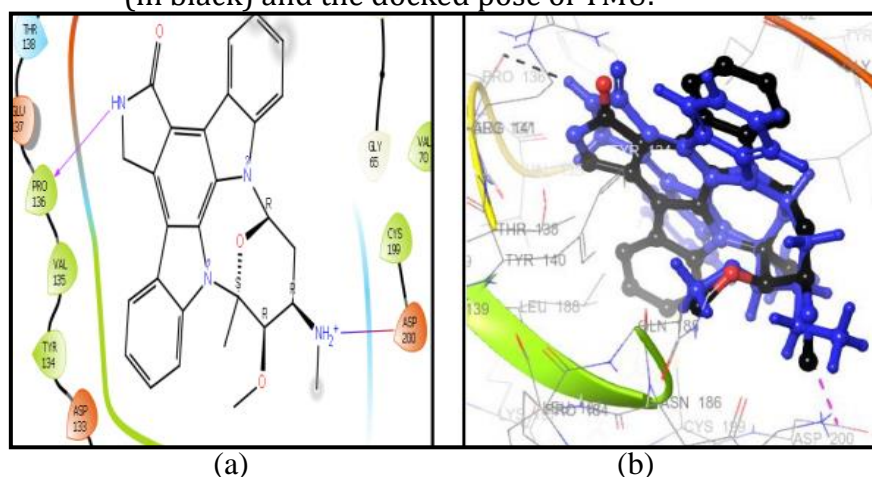 (in black) and the docked pose of TMU.
THR
138
GLU
137
PRO
136
VAL
135
TYR
134
ASP
133
O
HN
N
N
O
R
S
R
R
O
NH2+
GLY
65
VAL
70
CYS
199
ASP
200
PRO 136
ARG 141
TYR 134
THR 138
TYR 140
139
LEU 188
GLN 185
ASN 186
PRO 184
CYS 199
ASP 200
(a)
(b)